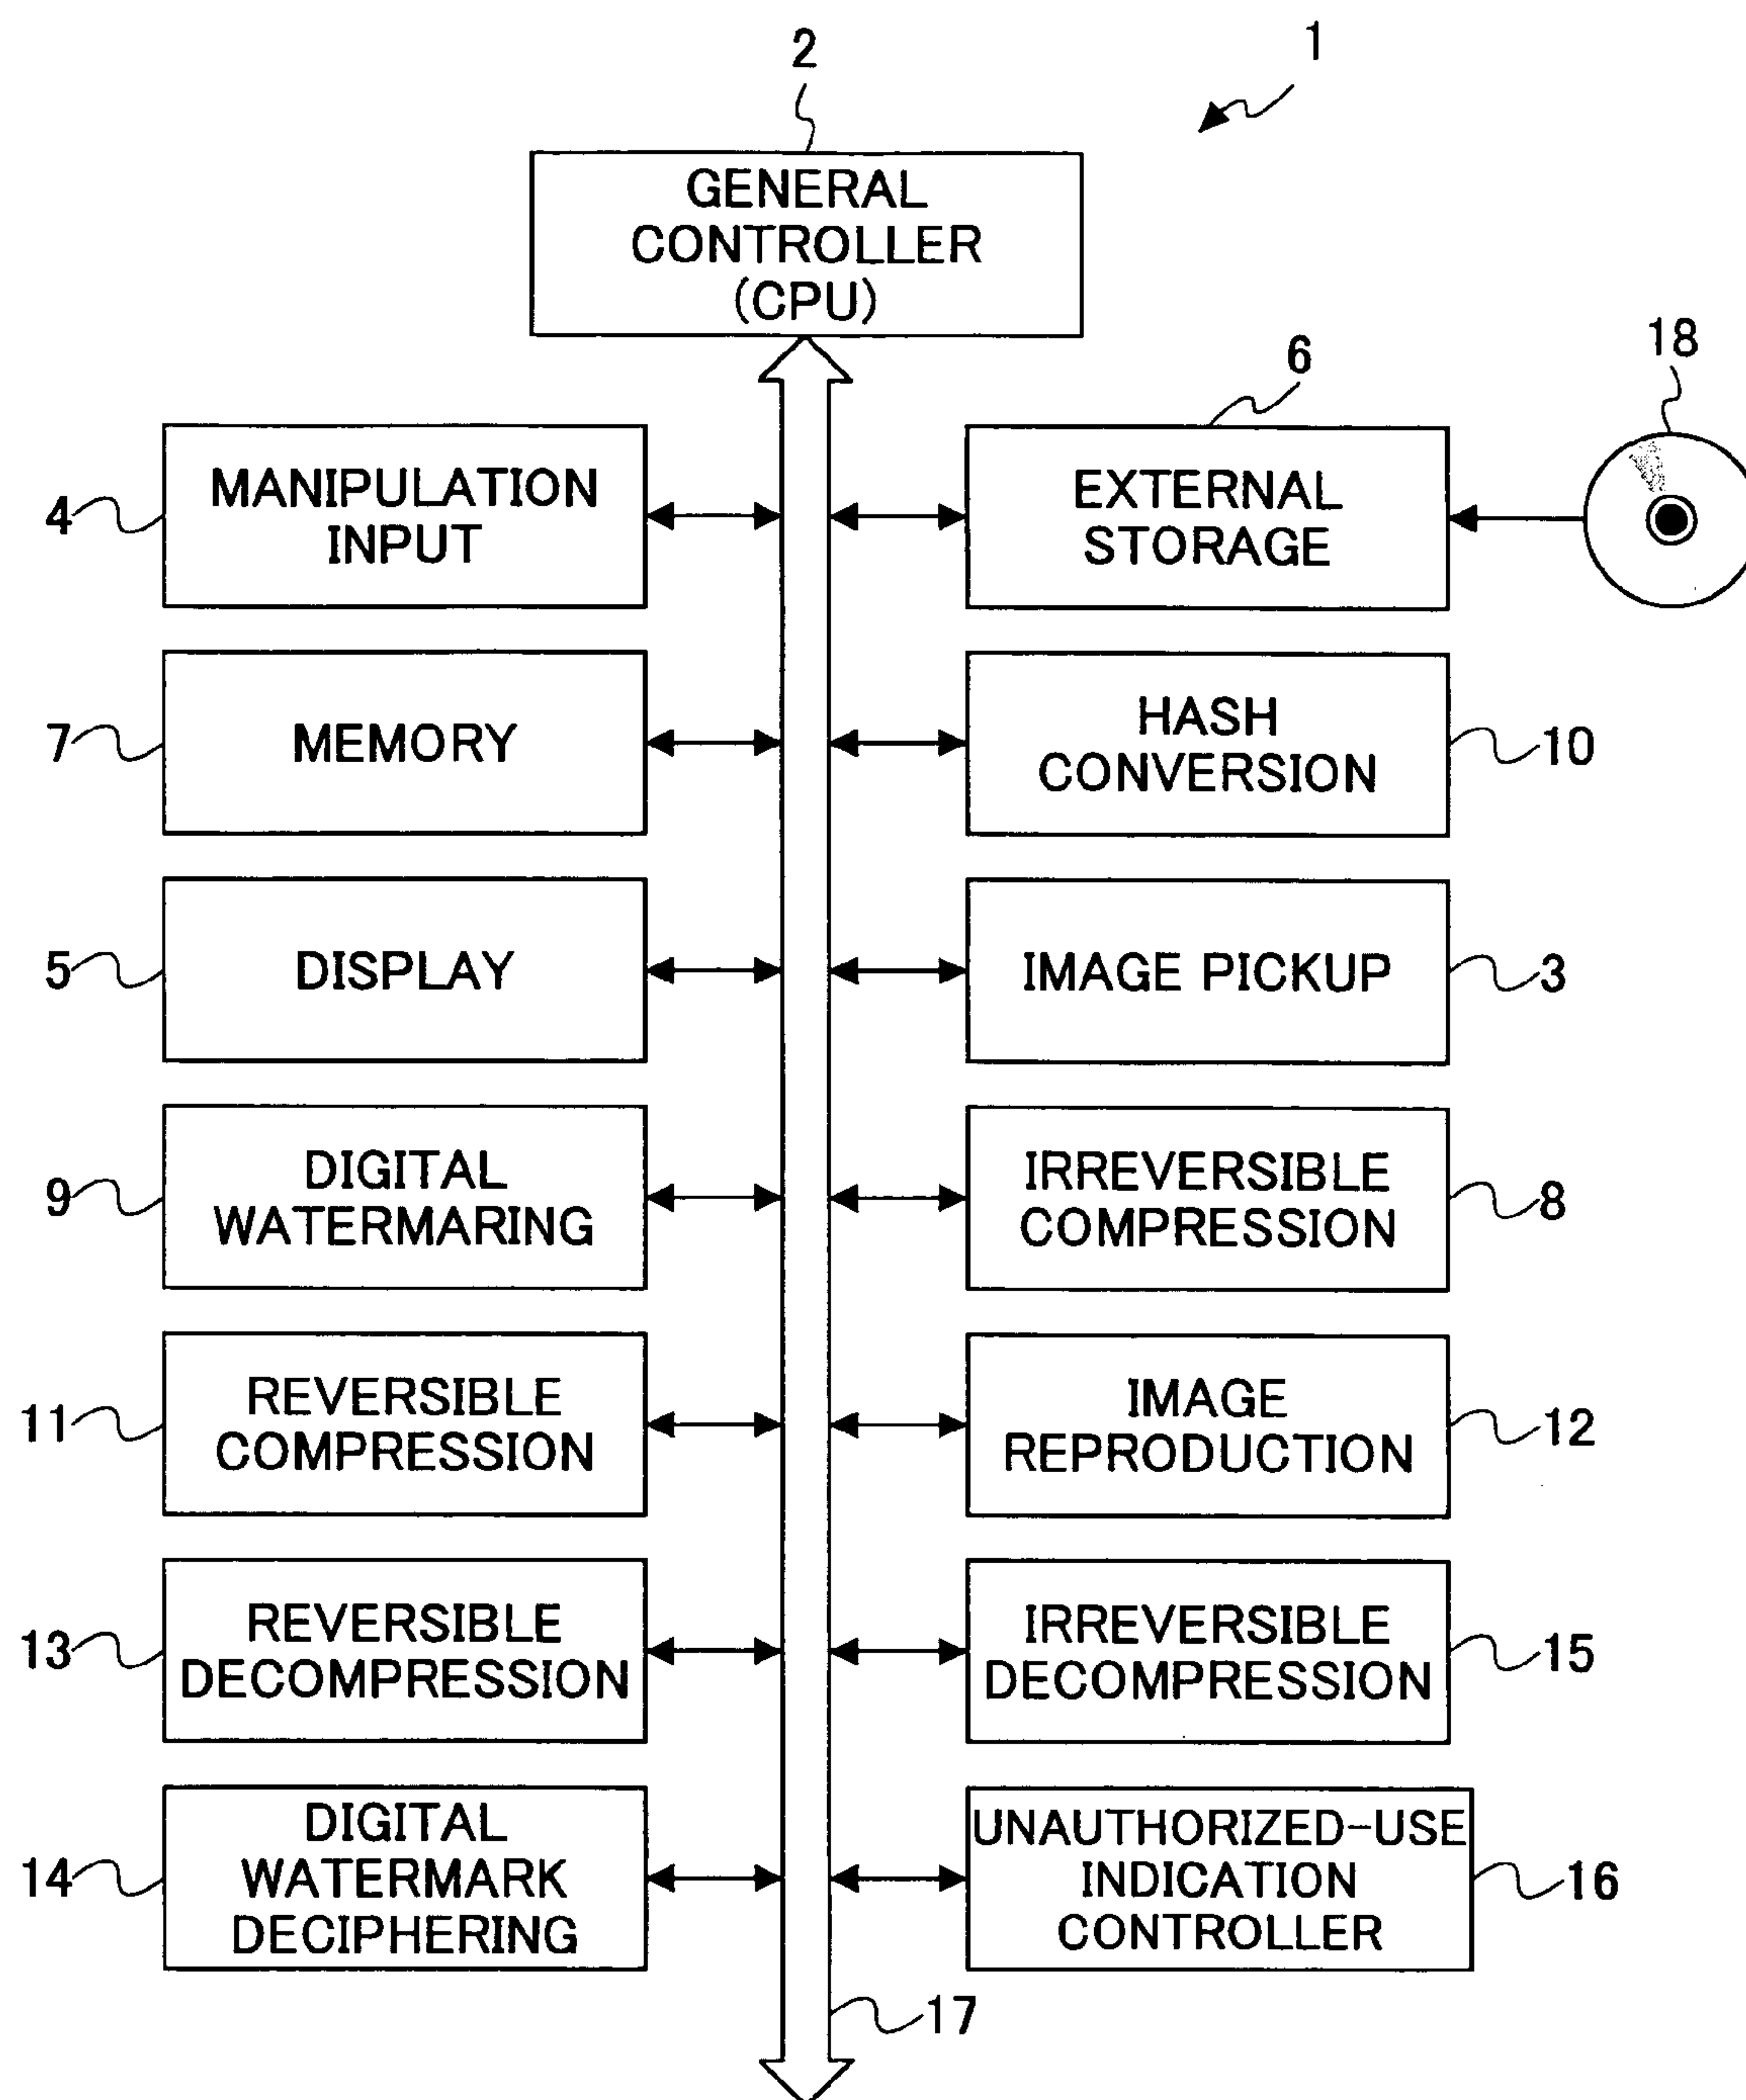 1
2
GENERAL
CONTROLLER
(CPU)
18
6
4
MANIPULATION
INPUT
EXTERNAL
STORAGE
7
MEMORY
HASH
CONVERSION
10
5
DISPLAY
IMAGE PICKUP
3
9
DIGITAL
WATERMARING
IRREVERSIBLE
COMPRESSION
8
11
REVERSIBLE
COMPRESSION
IMAGE
REPRODUCTION
12
13
REVERSIBLE
DECOMPRESSION
IRREVERSIBLE
DECOMPRESSION
15
14
DIGITAL
WATERMARK
DECIPHERING
UNAUTHORIZED-USE
INDICATION
CONTROLLER
16
17